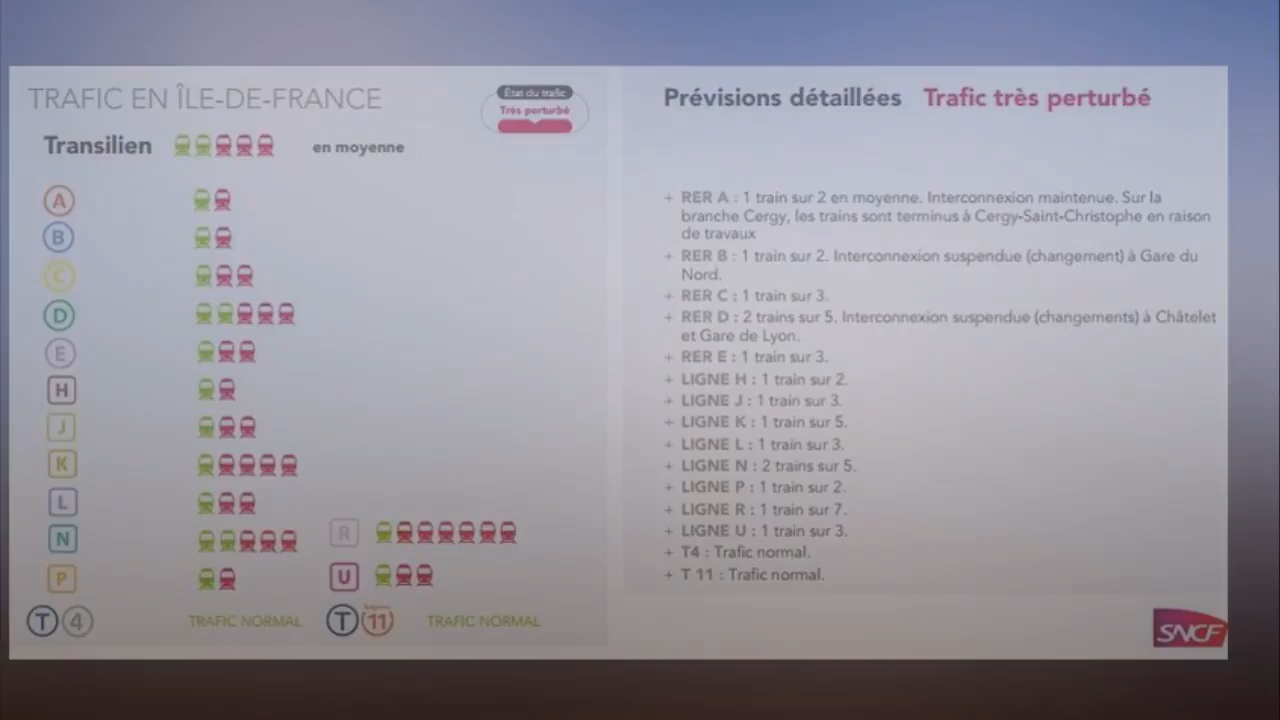 TRAFIC EN ÎLE-DE-FRANCE
État du trafic
Très perturbé
Transilien en moyenne
A
B
C
D
E
H
J
K
L
N
P
R
U
T 4 TRAFIC NORMAL
T 11 TRAFIC NORMAL
Prévisions détaillées Trafic très perturbé
+ RER A : 1 train sur 2 en moyenne. Interconnexion maintenue. Sur la
branche Cergy, les trains sont terminus à Cergy-Saint-Christophe en raison
de travaux
+ RER B : 1 train sur 2. Interconnexion suspendue (changement) à Gare du
Nord.
+ RER C : 1 train sur 3.
+ RER D : 2 trains sur 5. Interconnexion suspendue (changements) à Châtelet
et Gare de Lyon.
+ RER E : 1 train sur 3.
+ LIGNE H : 1 train sur 2.
+ LIGNE J : 1 train sur 3.
+ LIGNE K : 1 train sur 5.
+ LIGNE L : 1 train sur 3.
+ LIGNE N : 2 trains sur 5.
+ LIGNE P : 1 train sur 2.
+ LIGNE R : 1 train sur 7.
+ LIGNE U : 1 train sur 3.
+ T4 : Trafic normal.
+ T 11 : Trafic normal.
SNCF